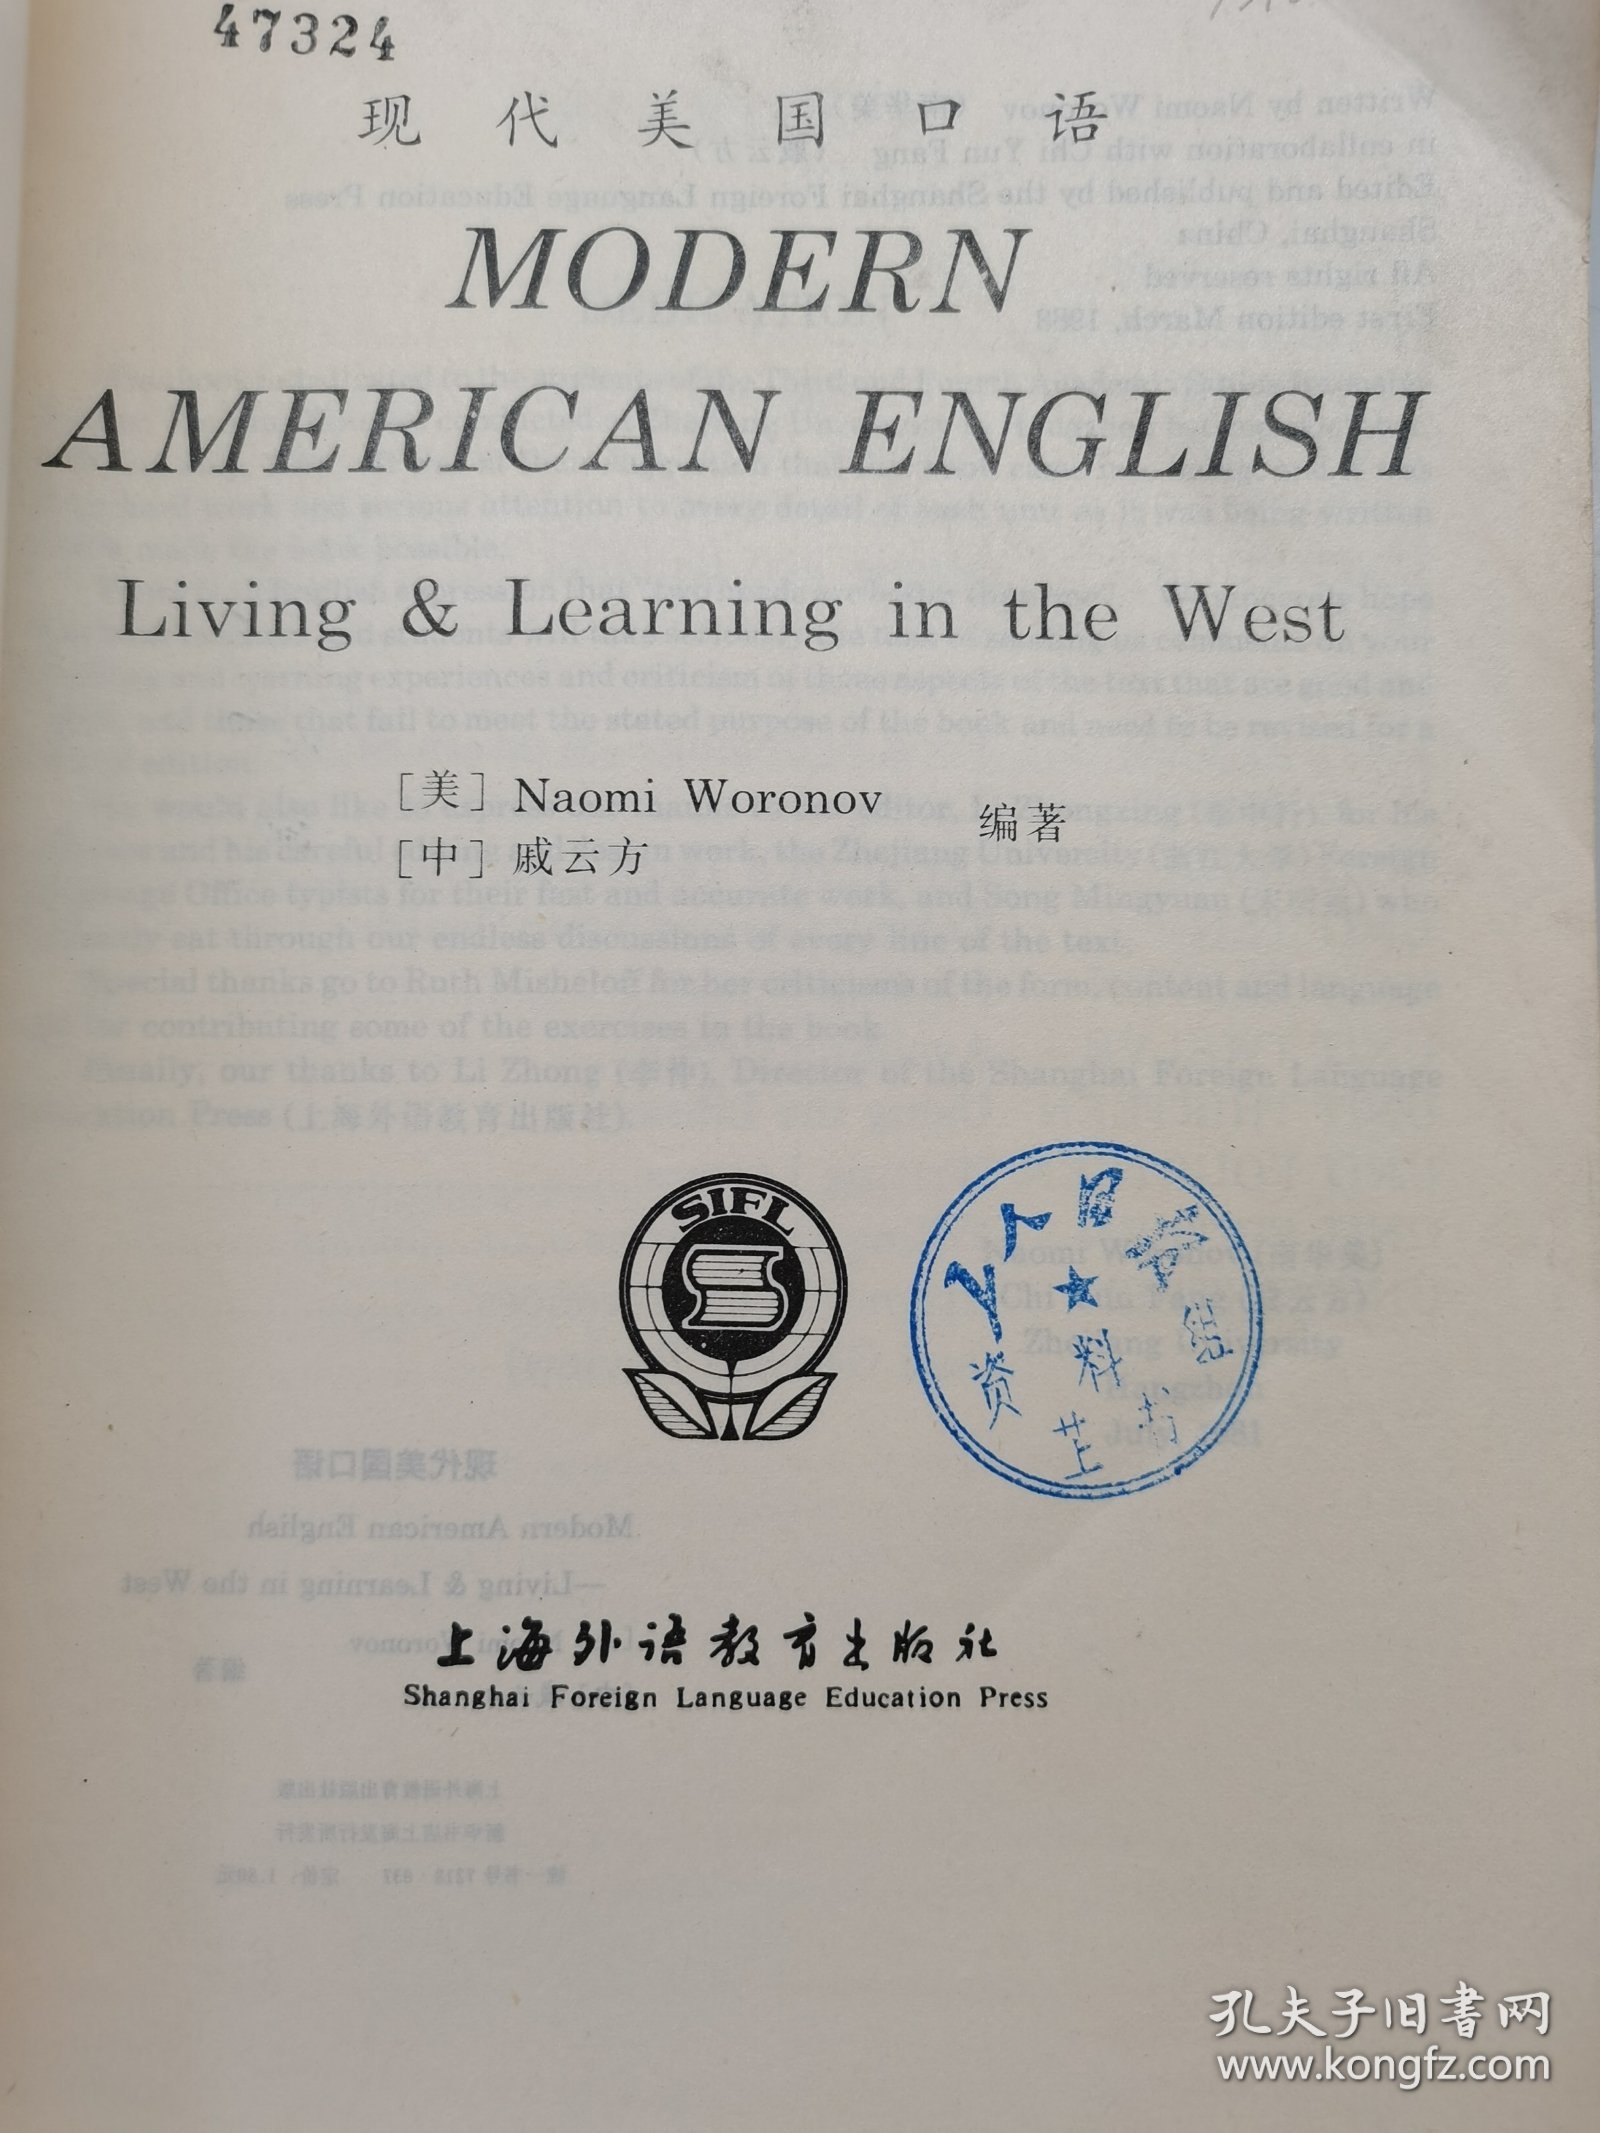 47324
现代美国口语
MODERN
AMERICAN ENGLISH
Living & Learning in the West
[美] Naomi Woronov
[中] 戚云方
编著
SIFL
资料
上海外语教育出版社
Shanghai Foreign Language Education Press
孔夫子旧书网
www.kongfz.com